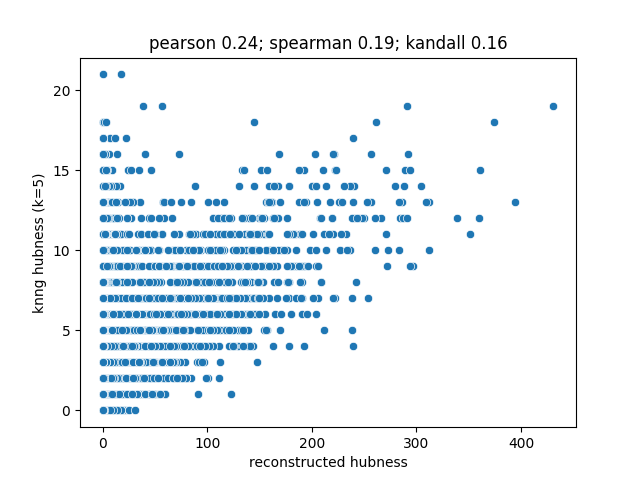 pearson 0.24; spearman 0.19; kandall 0.16
20
15
10
5
0
knng hubness (k=5)
0 100 200 300 400
reconstructed hubness